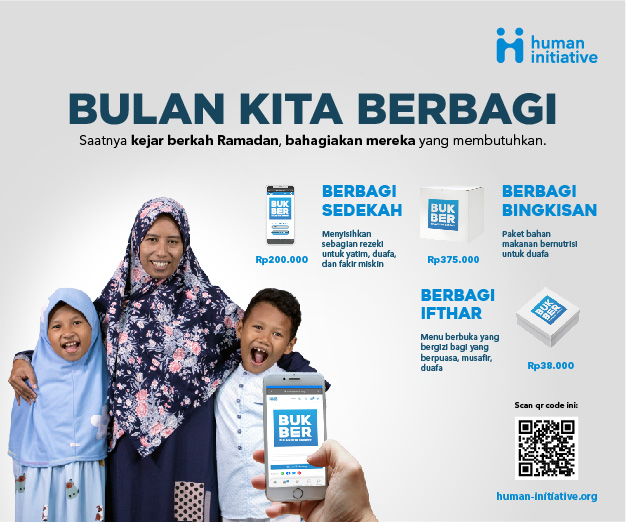 human
initiative
BULAN KITA BERBAGI
Saatnya kejar berkah Ramadan, bahagiakan mereka yang membutuhkan.
BERBAGI
SEDEKAH
Menyisihkan
sebagian rezeki
untuk yatim, duafa,
dan fakir miskin
Rp200.000
BUK
BER
BERBAGI
BINGKISAN
Paket bahan
makanan bernutrisi
untuk duafa
Rp375.000
BUK
BER
BERBAGI
IFTHAR
Menu berbuka yang
bergizi bagi yang
berpuasa, musafir,
duafa
Rp38.000
BUK
BER
BUK
BER
Scan qr code ini:
human-initiative.org